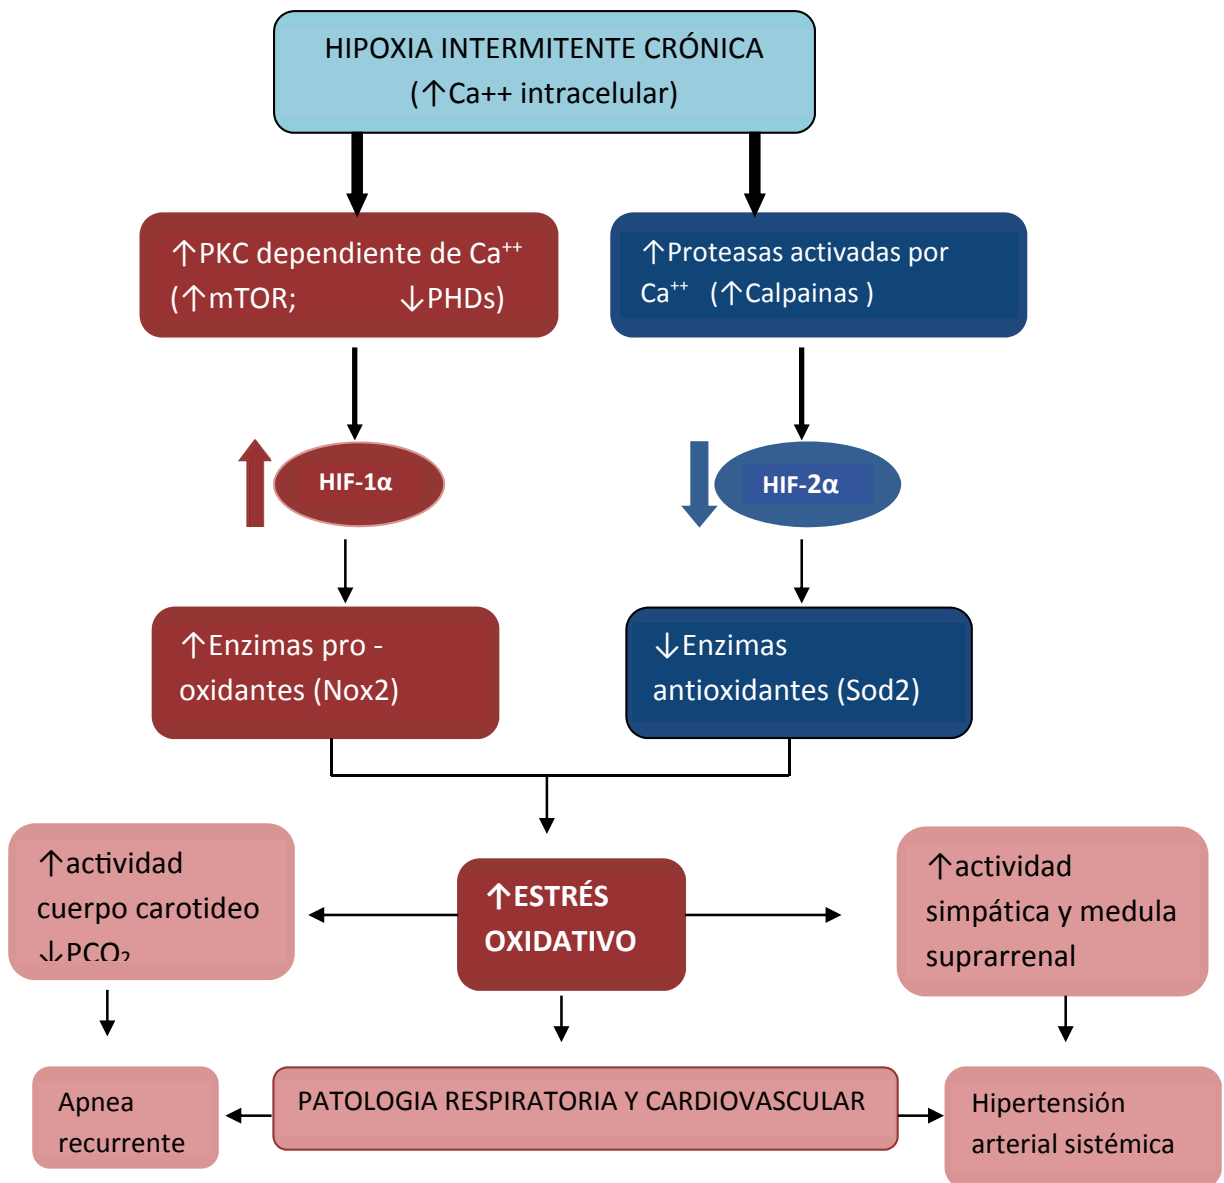 HIPOXIA INTERMITENTE CRÓNICA
(↑Ca++ intracelular)
↑PKC dependiente de Ca⁺⁺
(↑mTOR; ↓PHDs)
↑Proteasas activadas por
Ca⁺⁺ (↑Calpainas )
HIF-1α
HIF-2α
↑Enzimas pro -
oxidantes (Nox2)
↓Enzimas
antioxidantes (Sod2)
↑actividad
cuerpo carotideo
↓PCO₂
↑ESTRÉS
OXIDATIVO
↑actividad
simpática y medula
suprarrenal
Apnea
recurrente
PATOLOGIA RESPIRATORIA Y CARDIOVASCULAR
Hipertensión
arterial sistémica